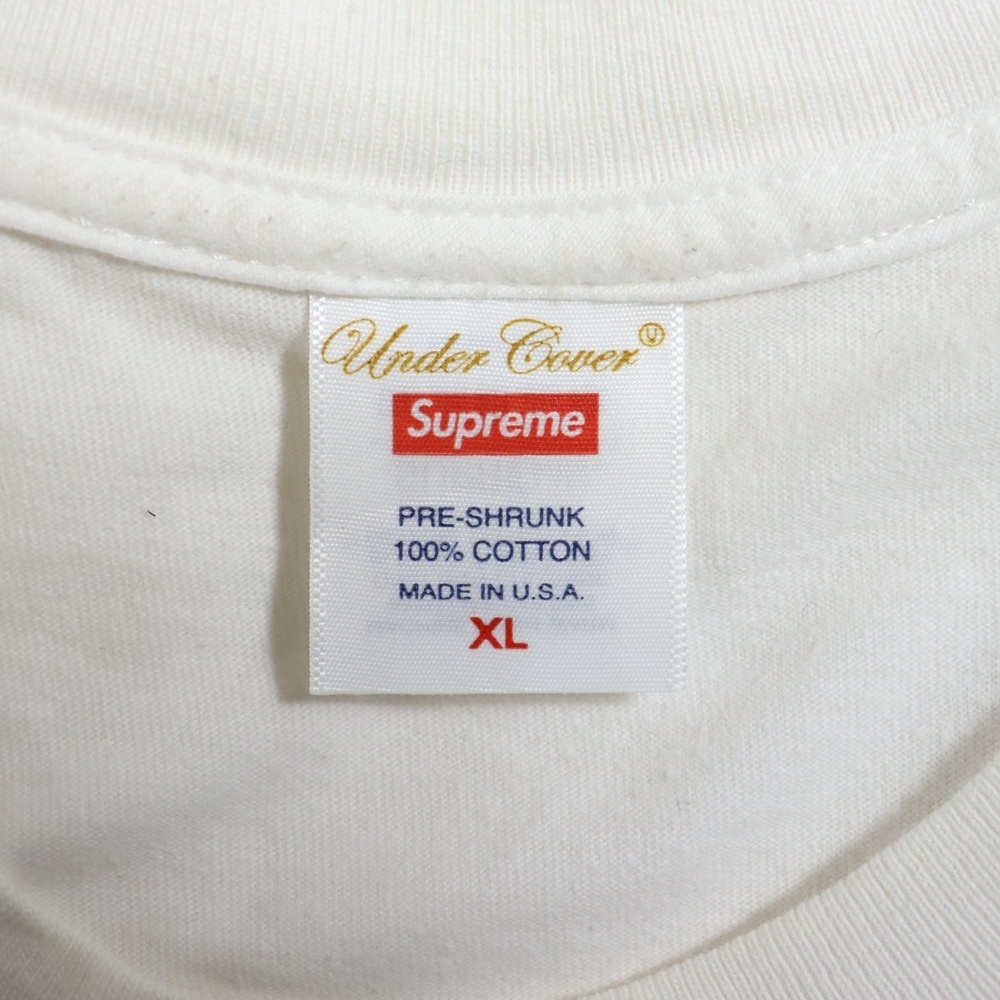 Under Cover Ⓤ
Supreme
PRE-SHRUNK
100% COTTON
MADE IN U.S.A.
XL